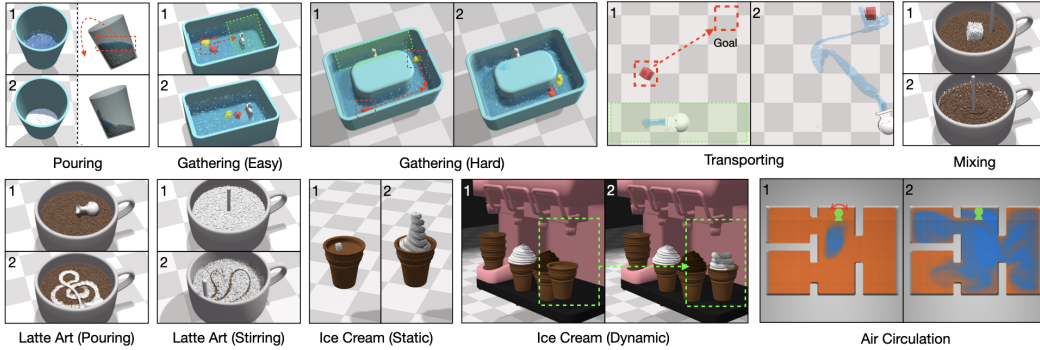 1
2
Pouring
1
2
Gathering (Easy)
1
2
Gathering (Hard)
1
Goal
2
Transporting
1
2
Mixing
1
2
Latte Art (Pouring)
1
2
Latte Art (Stirring)
1
2
Ice Cream (Static)
1
2
Ice Cream (Dynamic)
1
2
Air Circulation